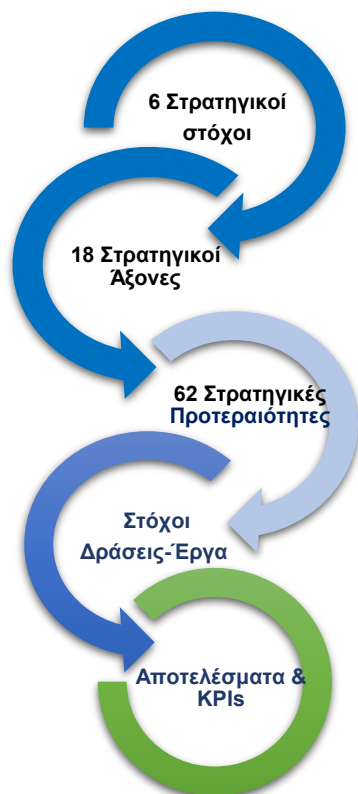 6 Στρατηγικοί
στόχοι
18 Στρατηγικοί
Άξονες
62 Στρατηγικές
Προτεραιότητες
Στόχοι
Δράσεις-Έργα
Αποτελέσματα &
KPIs